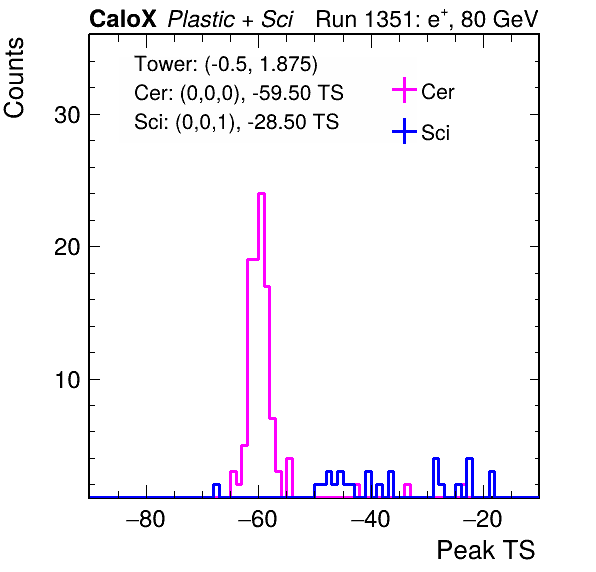 CaloX Plastic + Sci Run 1351: e+, 80 GeV
Counts
Tower: (-0.5, 1.875)
Cer: (0,0,0), -59.50 TS
Sci: (0,0,1), -28.50 TS
Cer
Sci
30
20
10
−80 −60 −40 −20
Peak TS